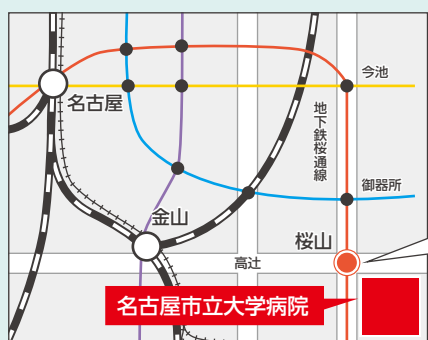 今池
名古屋
地下鉄桜通線
御器所
金山
桜山
高辻
名古屋市立大学病院